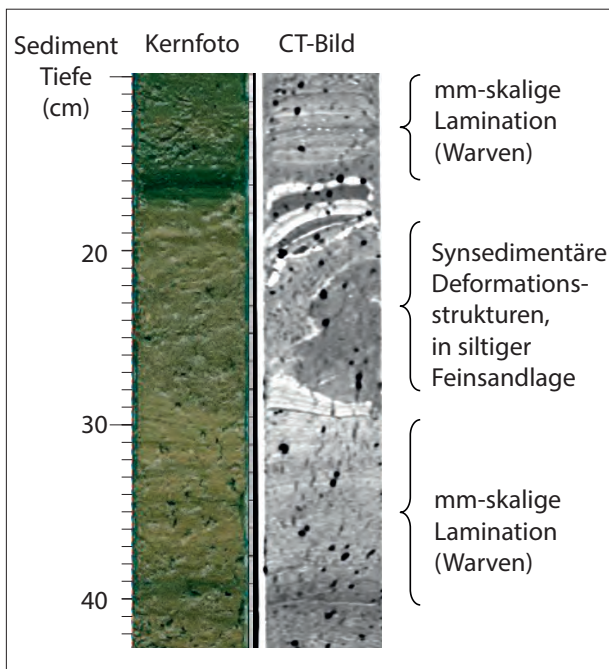 Sediment
Tiefe
(cm)
Kernfoto
CT-Bild
20
30
40
mm-skalige
Lamination
(Warven)
Synsedimentäre
Deformations-
strukturen,
in siltiger
Feinsandlage
mm-skalige
Lamination
(Warven)